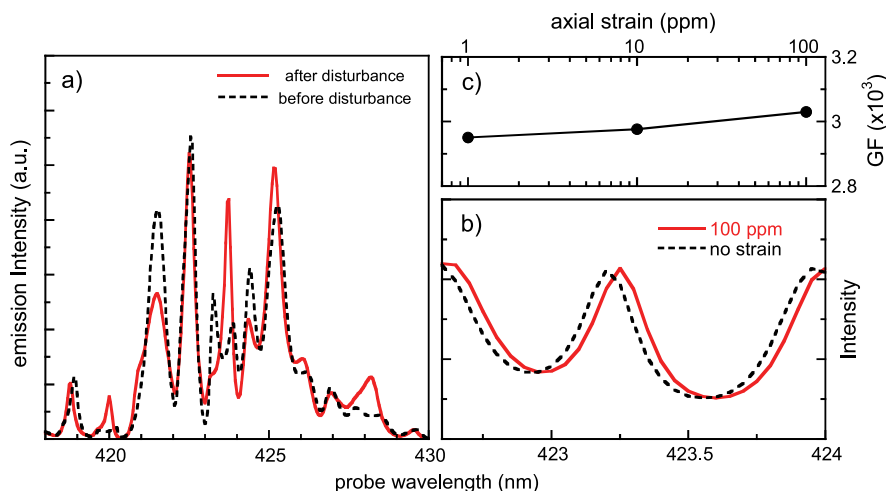 axial strain (ppm)
1 10 100
a)
after disturbance
before disturbance
c)
3.2
3
2.8
GF (x10³)
emission Intensity (a.u.)
b)
100 ppm
no strain
Intensity
420 425 430
423 423.5 424
probe wavelength (nm)